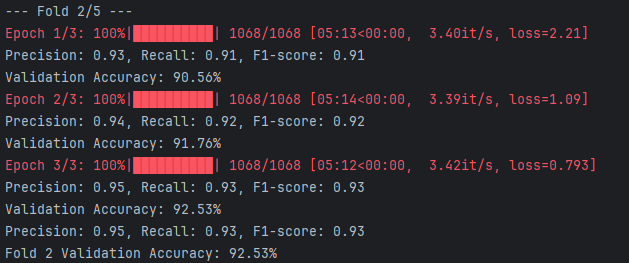 --- Fold 2/5 ---
Epoch 1/3: 100%|██████████| 1068/1068 [05:13<00:00,  3.40it/s, loss=2.21]
Precision: 0.93, Recall: 0.91, F1-score: 0.91
Validation Accuracy: 90.56%
Epoch 2/3: 100%|██████████| 1068/1068 [05:14<00:00,  3.39it/s, loss=1.09]
Precision: 0.94, Recall: 0.92, F1-score: 0.92
Validation Accuracy: 91.76%
Epoch 3/3: 100%|██████████| 1068/1068 [05:12<00:00,  3.42it/s, loss=0.793]
Precision: 0.95, Recall: 0.93, F1-score: 0.93
Validation Accuracy: 92.53%
Precision: 0.95, Recall: 0.93, F1-score: 0.93
Fold 2 Validation Accuracy: 92.53%